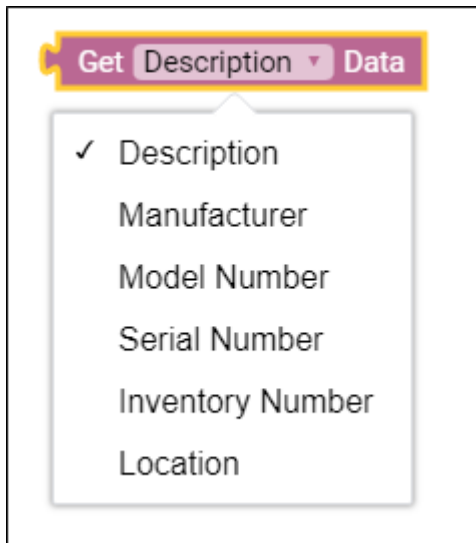 Get Description Data
Description
Manufacturer
Model Number
Serial Number
Inventory Number
Location